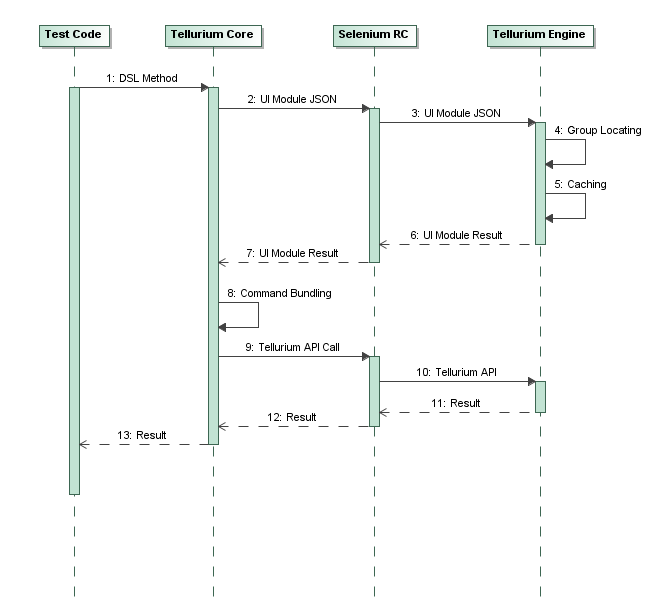 Test Code
Tellurium Core
Selenium RC
Tellurium Engine
1: DSL Method
2: UI Module JSON
3: UI Module JSON
4: Group Locating
5: Caching
6: UI Module Result
7: UI Module Result
8: Command Bundling
9: Tellurium API Call
10: Tellurium API
11: Result
12: Result
13: Result